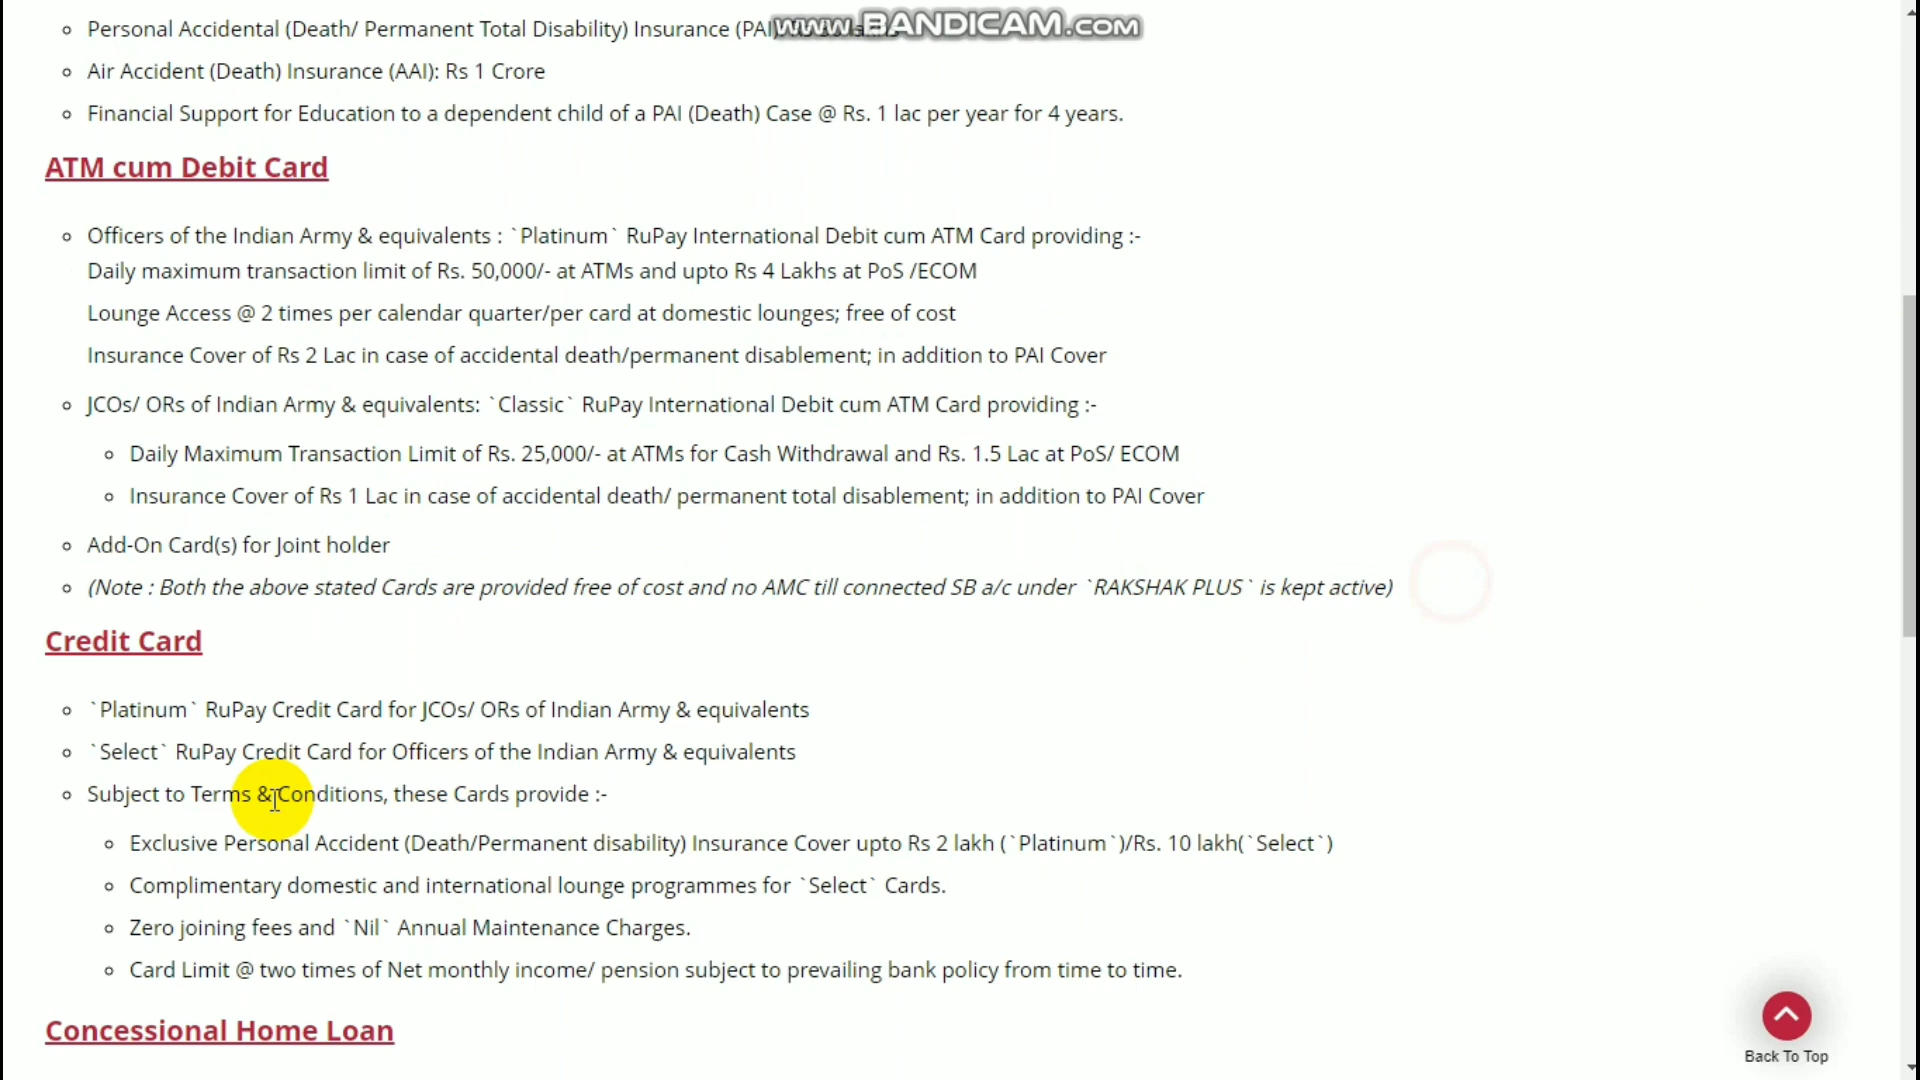 www.BANDICAM.com
Personal Accidental (Death/ Permanent Total Disability) Insurance (PAI)
Air Accident (Death) Insurance (AAI): Rs 1 Crore
Financial Support for Education to a dependent child of a PAI (Death) Case @ Rs. 1 lac per year for 4 years.
ATM cum Debit Card
Officers of the Indian Army & equivalents : `Platinum` RuPay International Debit cum ATM Card providing :-
Daily maximum transaction limit of Rs. 50,000/- at ATMs and upto Rs 4 Lakhs at PoS /ECOM
Lounge Access @ 2 times per calendar quarter/per card at domestic lounges; free of cost
Insurance Cover of Rs 2 Lac in case of accidental death/permanent disablement; in addition to PAI Cover
JCOs/ ORs of Indian Army & equivalents: `Classic` RuPay International Debit cum ATM Card providing :-
Daily Maximum Transaction Limit of Rs. 25,000/- at ATMs for Cash Withdrawal and Rs. 1.5 Lac at PoS/ ECOM
Insurance Cover of Rs 1 Lac in case of accidental death/ permanent total disablement; in addition to PAI Cover
Add-On Card(s) for Joint holder
(Note : Both the above stated Cards are provided free of cost and no AMC till connected SB a/c under `RAKSHAK PLUS` is kept active)
Credit Card
`Platinum` RuPay Credit Card for JCOs/ ORs of Indian Army & equivalents
`Select` RuPay Credit Card for Officers of the Indian Army & equivalents
Subject to Terms & Conditions, these Cards provide :-
Exclusive Personal Accident (Death/Permanent disability) Insurance Cover upto Rs 2 lakh (`Platinum`)/Rs. 10 lakh(`Select`)
Complimentary domestic and international lounge programmes for `Select` Cards.
Zero joining fees and `Nil` Annual Maintenance Charges.
Card Limit @ two times of Net monthly income/ pension subject to prevailing bank policy from time to time.
Concessional Home Loan
Back To Top